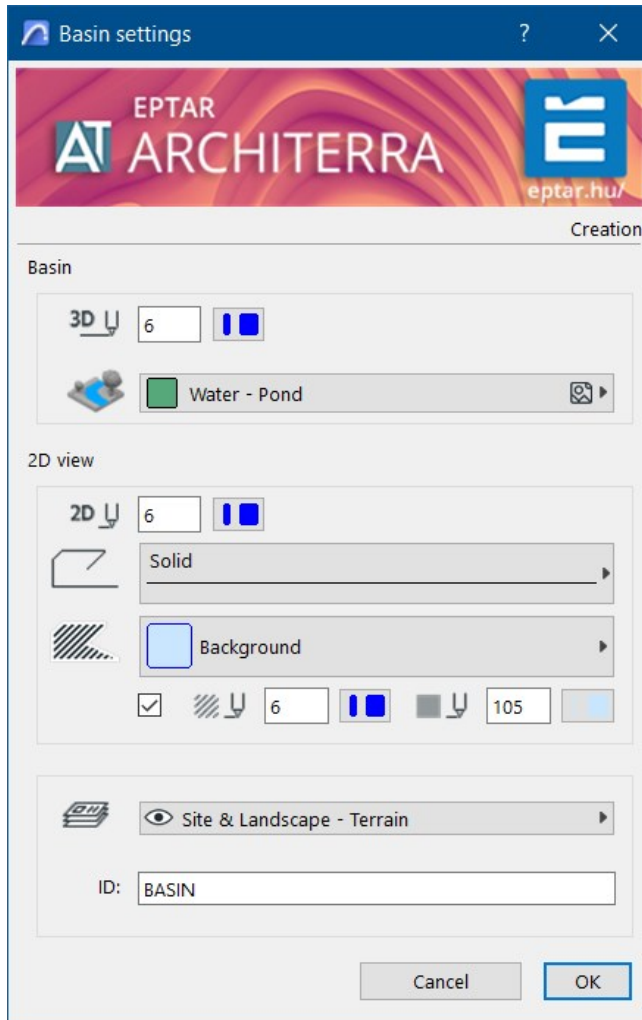 Basin settings ?
EPTAR
AT ARCHITERRA
eptar.hu/
Creation
Basin
3D 6
Water - Pond
2D view
2D 6
Solid
Background
6 105
Site & Landscape - Terrain
ID: BASIN
Cancel OK